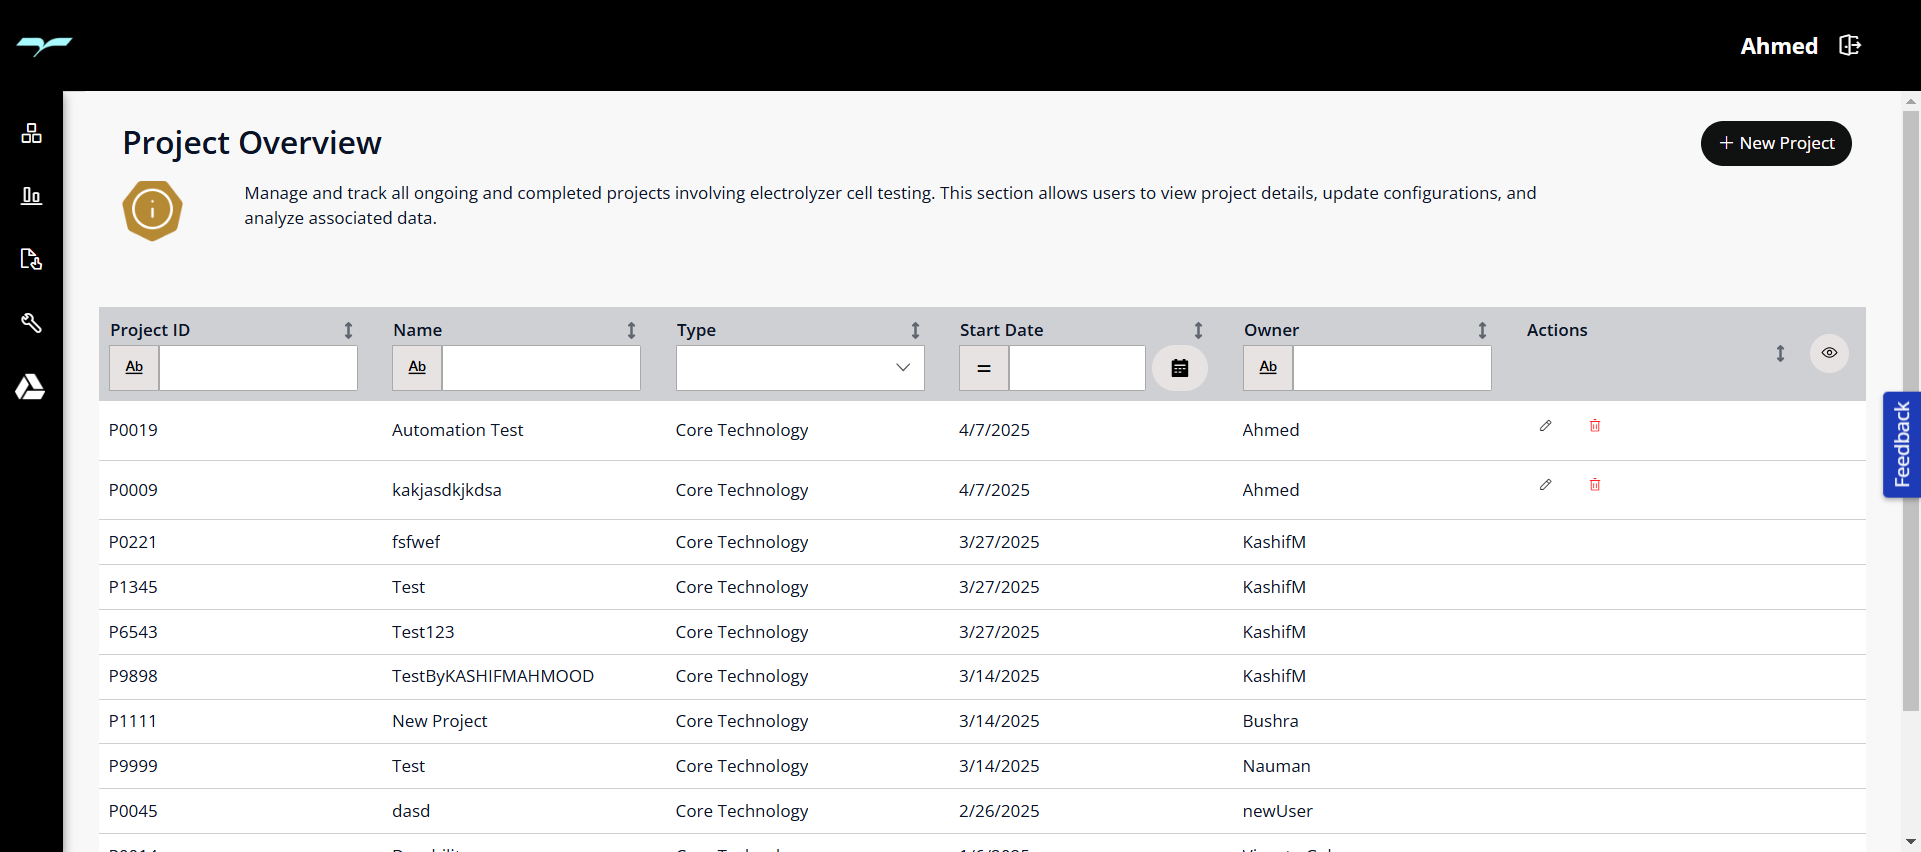 Ahmed
Project Overview
+ New Project
Manage and track all ongoing and completed projects involving electrolyzer cell testing. This section allows users to view project details, update configurations, and
analyze associated data.
Project ID Name Type Start Date Owner Actions
Ab Ab = Ab
P0019 Automation Test Core Technology 4/7/2025 Ahmed
P0009 kakjasdkjkdsa Core Technology 4/7/2025 Ahmed
P0221 fsfwef Core Technology 3/27/2025 KashifM
P1345 Test Core Technology 3/27/2025 KashifM
P6543 Test123 Core Technology 3/27/2025 KashifM
P9898 TestByKASHIFMAHMOOD Core Technology 3/14/2025 KashifM
P1111 New Project Core Technology 3/14/2025 Bushra
P9999 Test Core Technology 3/14/2025 Nauman
P0045 dasd Core Technology 2/26/2025 newUser
Feedback